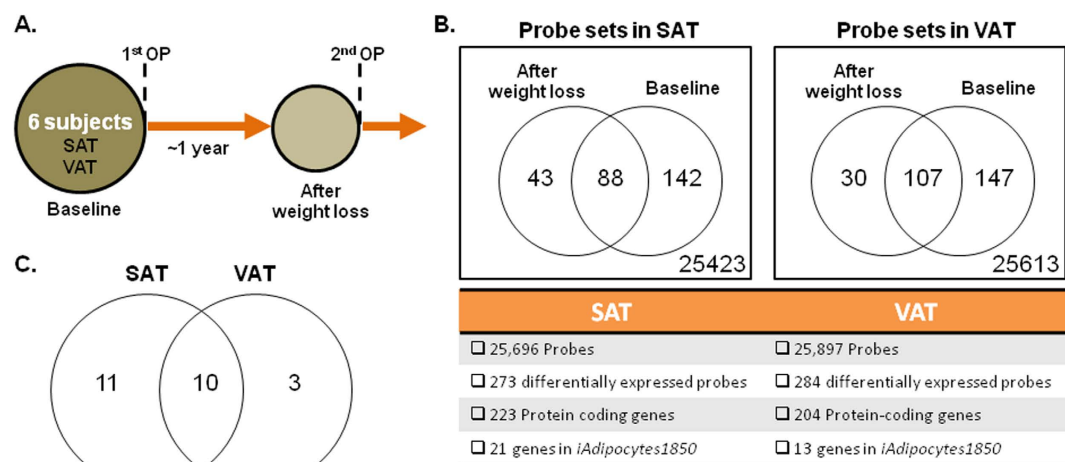 A.
1st OP
2nd OP
6 subjects
SAT
VAT
~1 year
Baseline
After
weight loss
B.
Probe sets in SAT
After
weight loss
Baseline
43
88
142
25423
Probe sets in VAT
After
weight loss
Baseline
30
107
147
25613
SAT
VAT
❑ 25,696 Probes
❑ 25,897 Probes
❑ 273 differentially expressed probes
❑ 284 differentially expressed probes
❑ 223 Protein coding genes
❑ 204 Protein-coding genes
❑ 21 genes in iAdipocytes1850
❑ 13 genes in iAdipocytes1850
C.
SAT
VAT
11
10
3